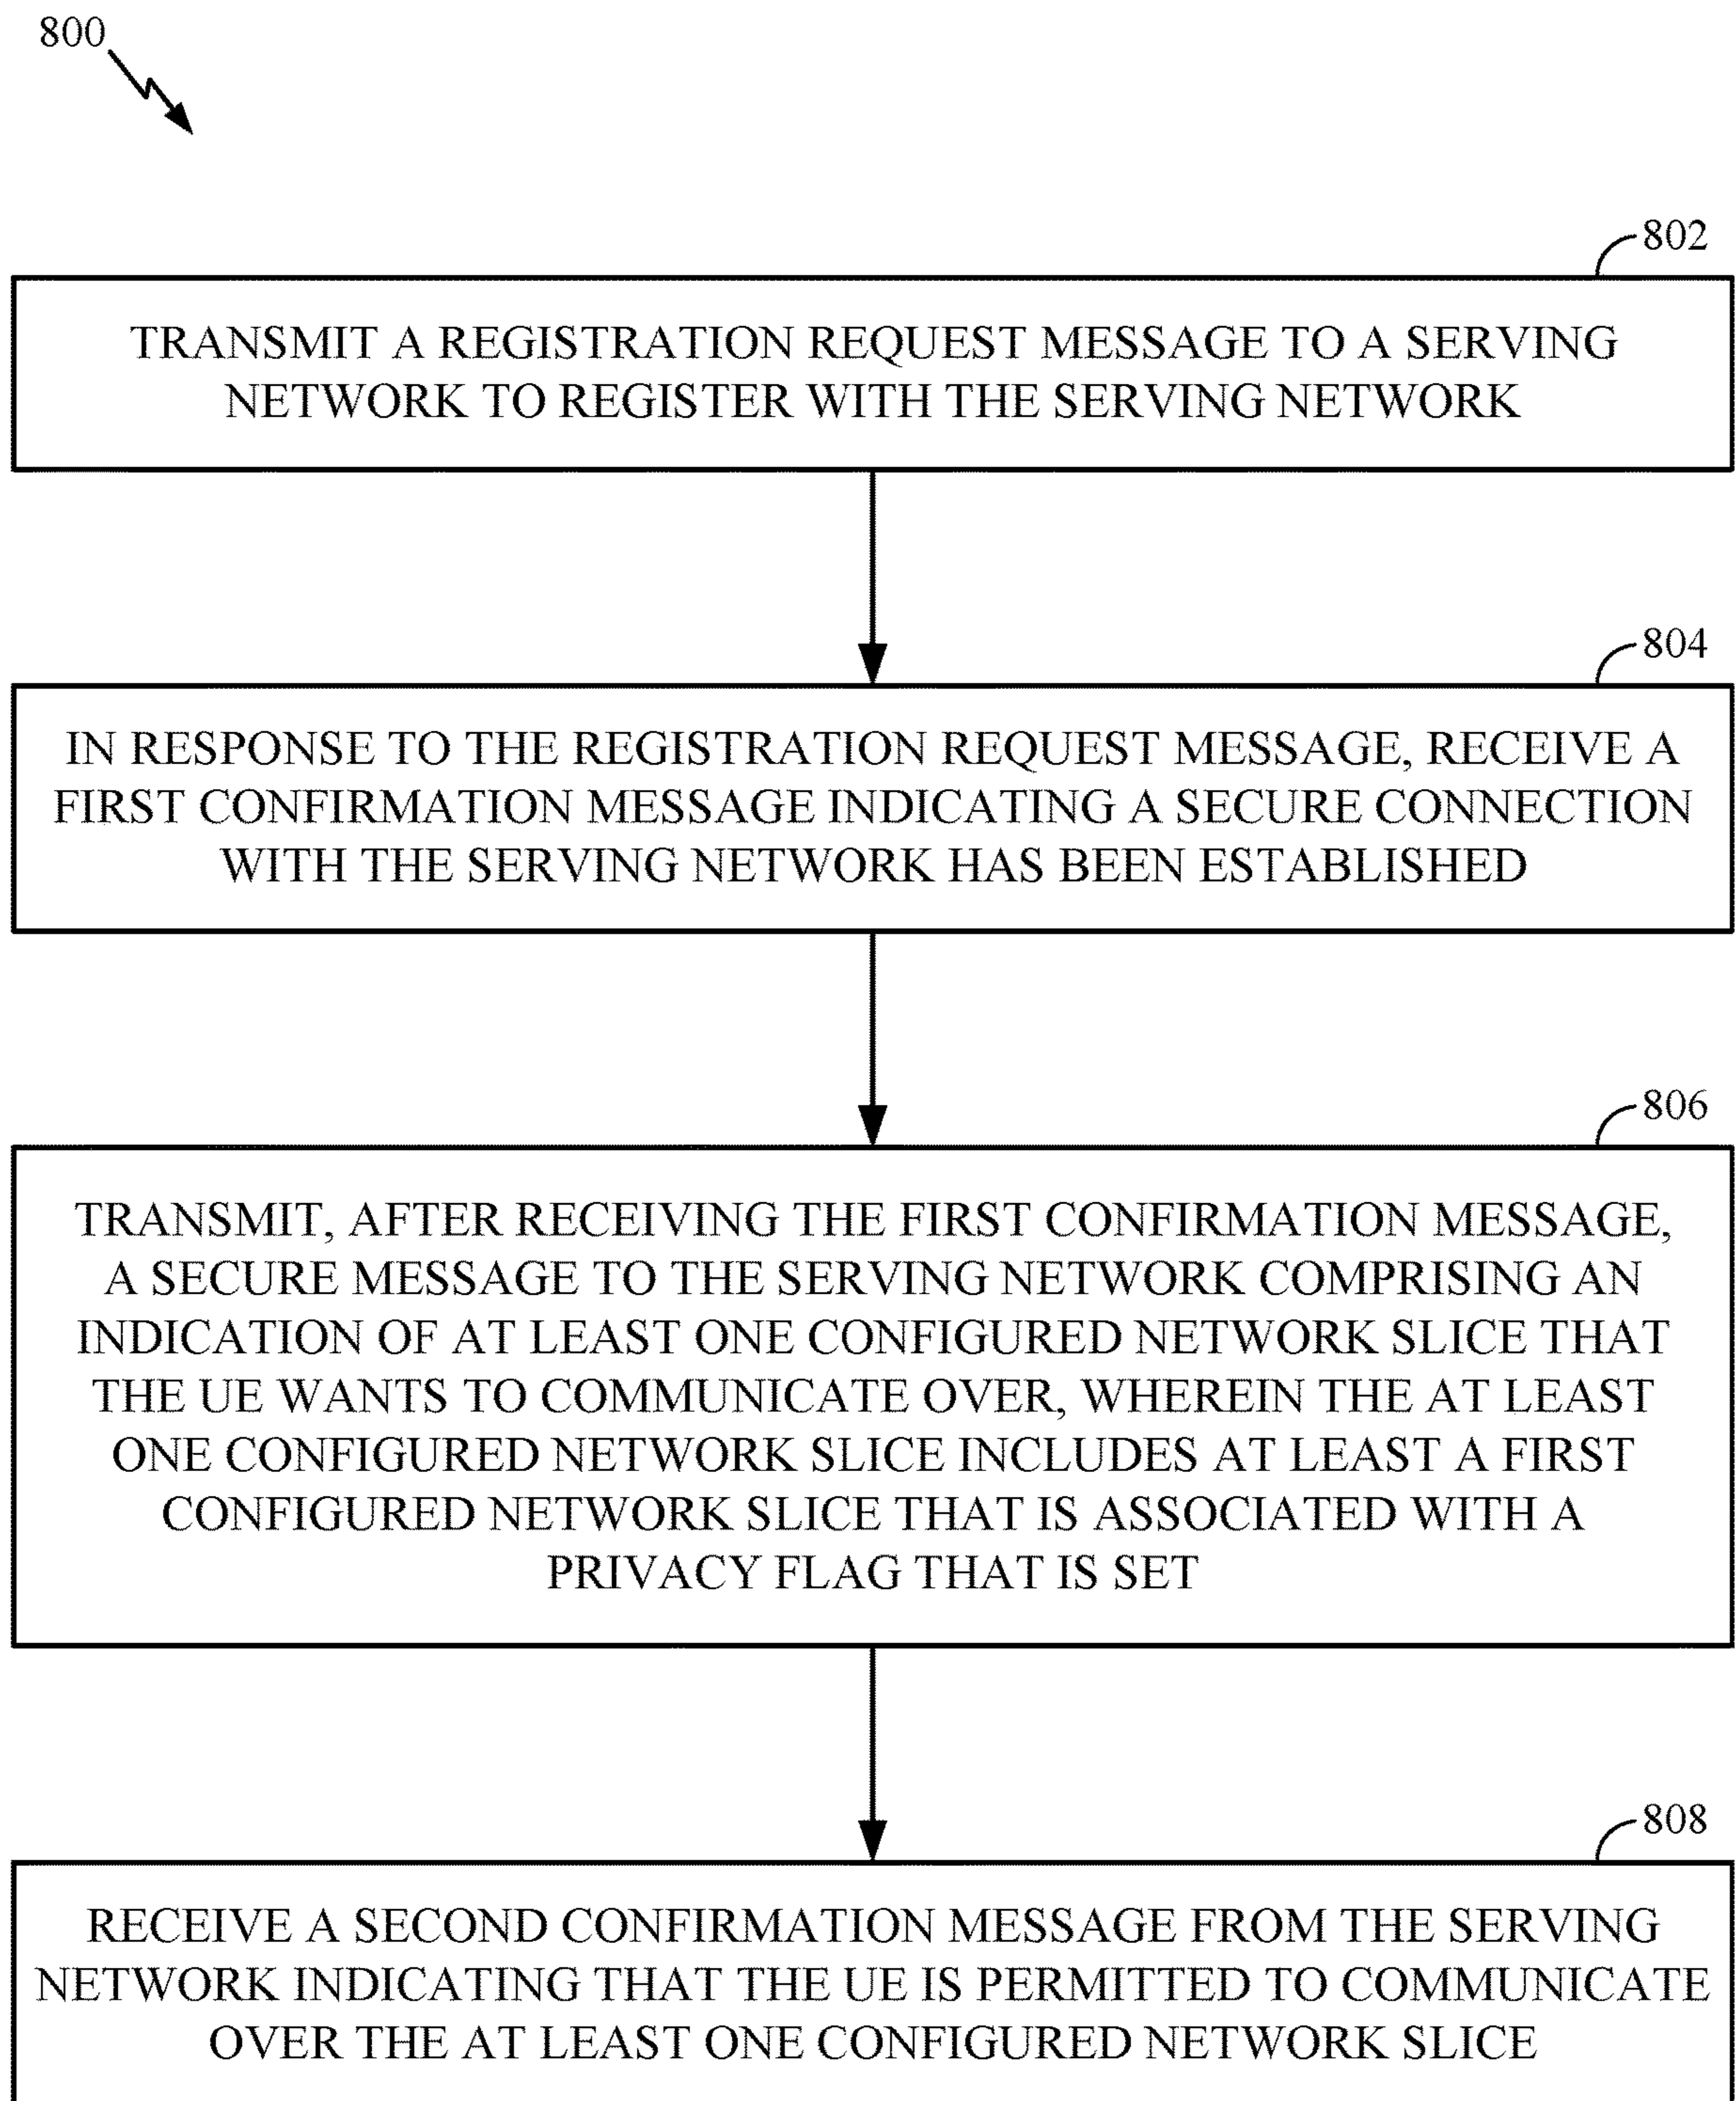 800
802
TRANSMIT A REGISTRATION REQUEST MESSAGE TO A SERVING
NETWORK TO REGISTER WITH THE SERVING NETWORK
804
IN RESPONSE TO THE REGISTRATION REQUEST MESSAGE, RECEIVE A
FIRST CONFIRMATION MESSAGE INDICATING A SECURE CONNECTION
WITH THE SERVING NETWORK HAS BEEN ESTABLISHED
806
TRANSMIT, AFTER RECEIVING THE FIRST CONFIRMATION MESSAGE,
A SECURE MESSAGE TO THE SERVING NETWORK COMPRISING AN
INDICATION OF AT LEAST ONE CONFIGURED NETWORK SLICE THAT
THE UE WANTS TO COMMUNICATE OVER, WHEREIN THE AT LEAST
ONE CONFIGURED NETWORK SLICE INCLUDES AT LEAST A FIRST
CONFIGURED NETWORK SLICE THAT IS ASSOCIATED WITH A
PRIVACY FLAG THAT IS SET
808
RECEIVE A SECOND CONFIRMATION MESSAGE FROM THE SERVING
NETWORK INDICATING THAT THE UE IS PERMITTED TO COMMUNICATE
OVER THE AT LEAST ONE CONFIGURED NETWORK SLICE